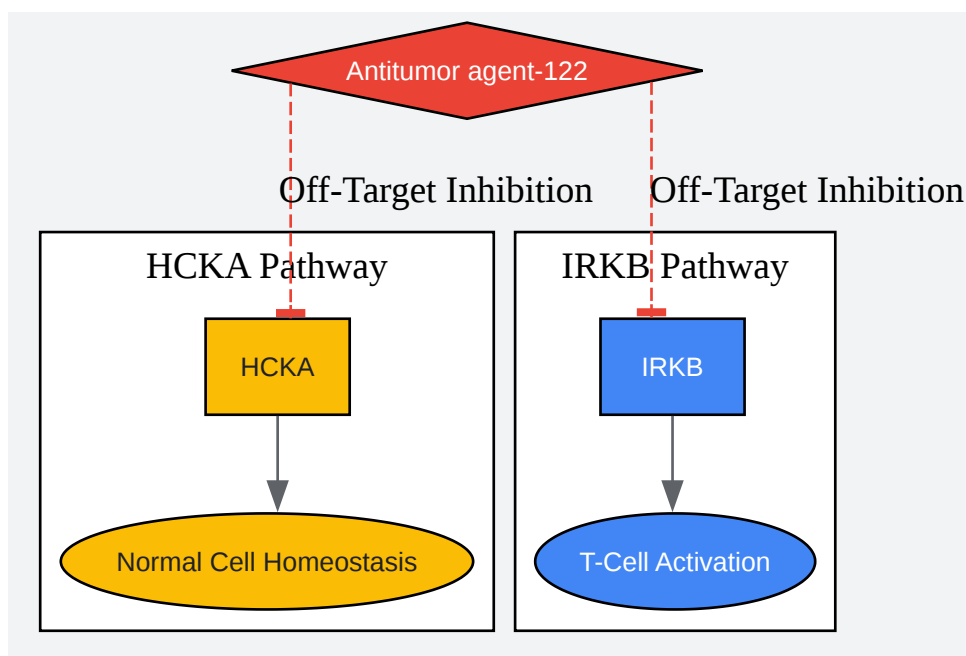 Antitumor agent-122
Off-Target Inhibition
Off-Target Inhibition
HCKA Pathway
IRKB Pathway
HCKA
IRKB
Normal Cell Homeostasis
T-Cell Activation